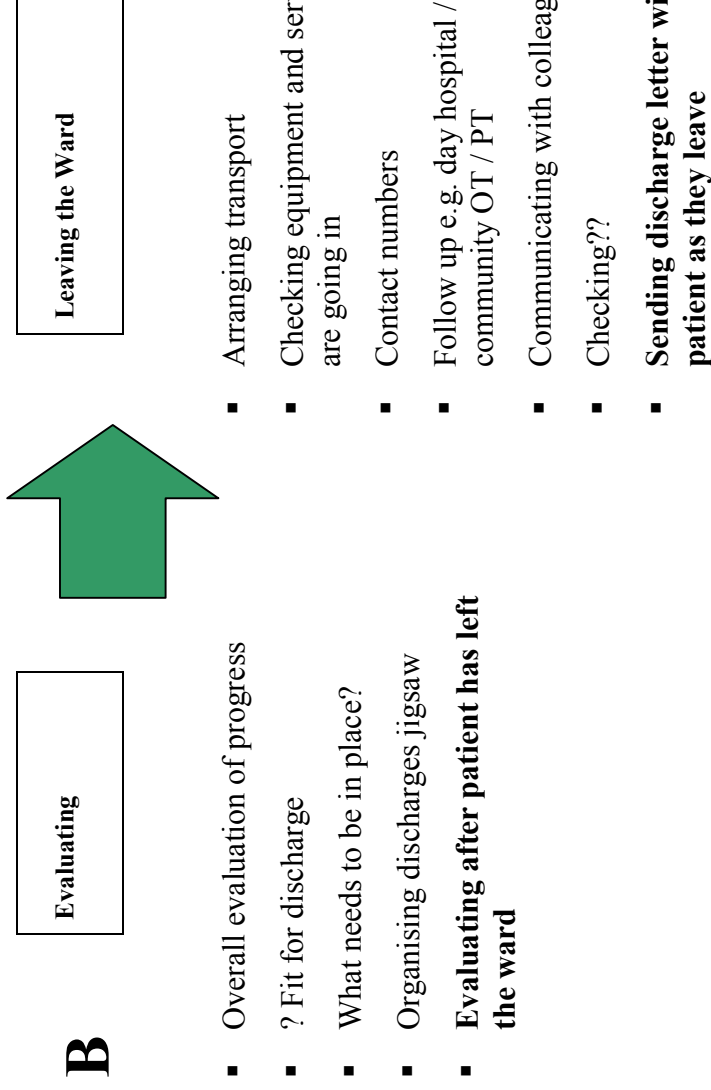 B
Evaluating
Overall evaluation of progress
? Fit for discharge
What needs to be in place?
Organising discharges jigsaw
Evaluating after patient has left
the ward
Leaving the Ward
Arranging transport
Checking equipment and ser
are going in
Contact numbers
Follow up e.g. day hospital /
community OT / PT
Communicating with colleag
Checking??
Sending discharge letter wi
patient as they leave